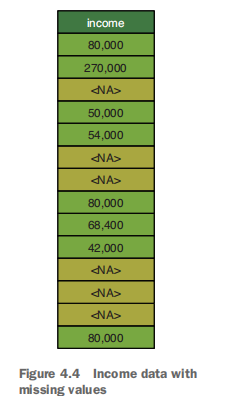 income
80,000
270,000
<NA>
50,000
54,000
<NA>
<NA>
80,000
68,400
42,000
<NA>
<NA>
<NA>
80,000
Figure 4.4 Income data with
missing values